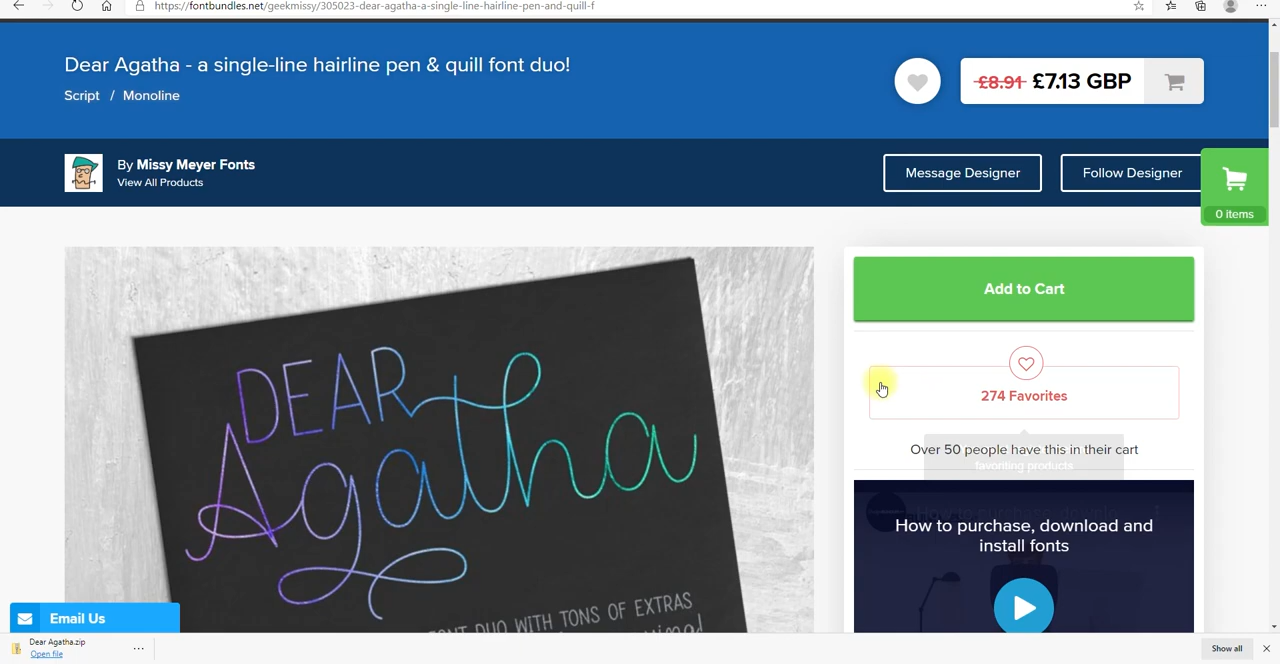 https://fontbundles.net/geekmissy/305023-dear-agatha-a-single-line-hairline-pen-and-quill-f
Dear Agatha - a single-line hairline pen & quill font duo!
Script / Monoline
£8.91 £7.13 GBP
By Missy Meyer Fonts
View All Products
Message Designer
Follow Designer
0 items
Add to Cart
274 Favorites
Over 50 people have this in their cart
favoriting products
How to purchase, download and
install fonts
DEAR
Agatha
FONT DUO WITH TONS OF EXTRAS
Email Us
Dear Agatha.zip
Open file
Show all